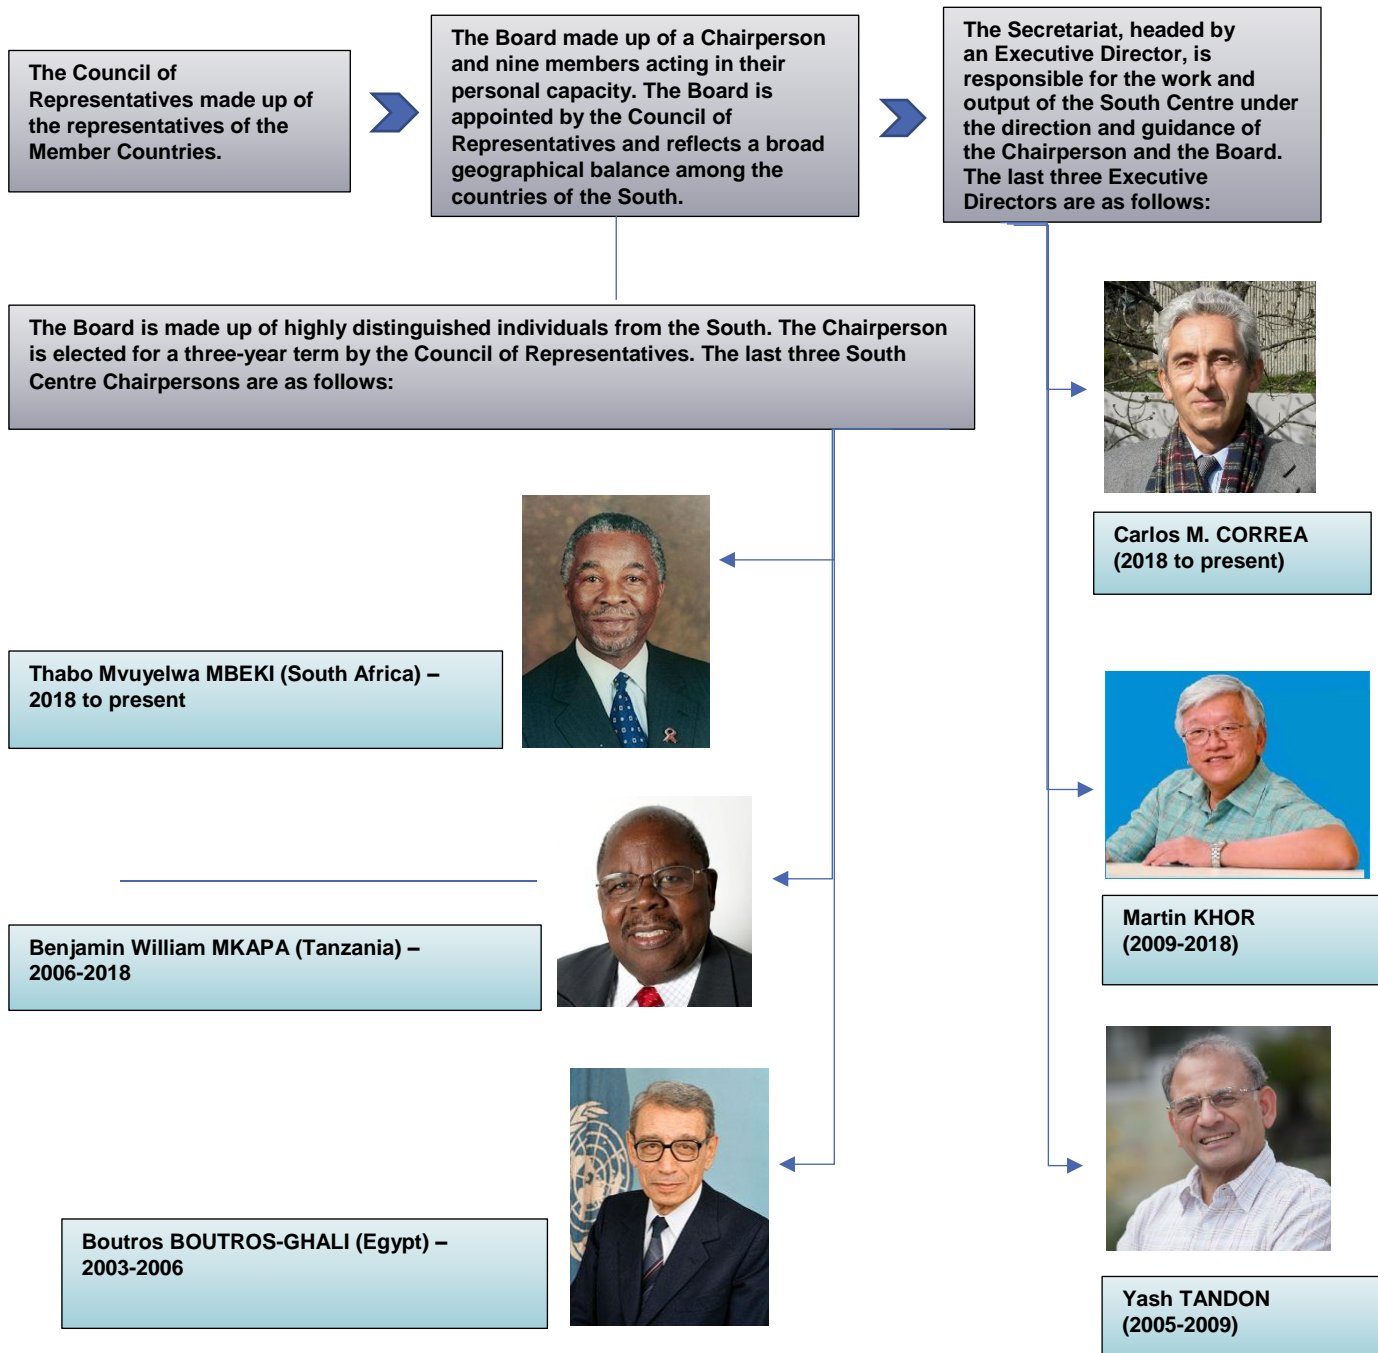 The Council of
Representatives made up of
the representatives of the
Member Countries.
The Board made up of a Chairperson
and nine members acting in their
personal capacity. The Board is
appointed by the Council of
Representatives and reflects a broad
geographical balance among the
countries of the South.
The Secretariat, headed by
an Executive Director, is
responsible for the work and
output of the South Centre under
the direction and guidance of
the Chairperson and the Board.
The last three Executive
Directors are as follows:
The Board is made up of highly distinguished individuals from the South. The Chairperson
is elected for a three-year term by the Council of Representatives. The last three South
Centre Chairpersons are as follows:
Thabo Mvuyelwa MBEKI (South Africa) –
2018 to present
Benjamin William MKAPA (Tanzania) –
2006-2018
Boutros BOUTROS-GHALI (Egypt) –
2003-2006
Carlos M. CORREA
(2018 to present)
Martin KHOR
(2009-2018)
Yash TANDON
(2005-2009)